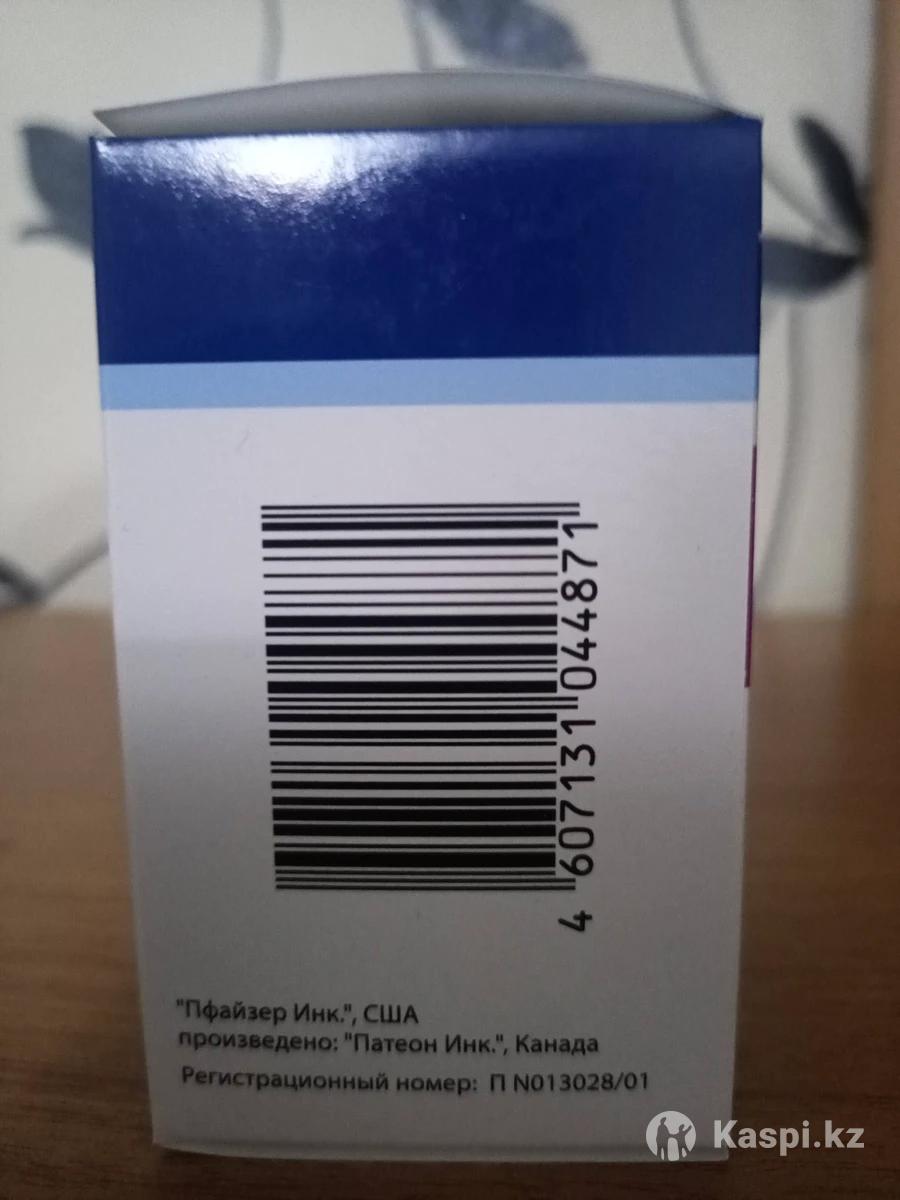 4 607131 044871
"Пфайзер Инк.", США
произведено: "Патеон Инк.", Канада
Регистрационный номер: П N013028/01
Kaspi.kz